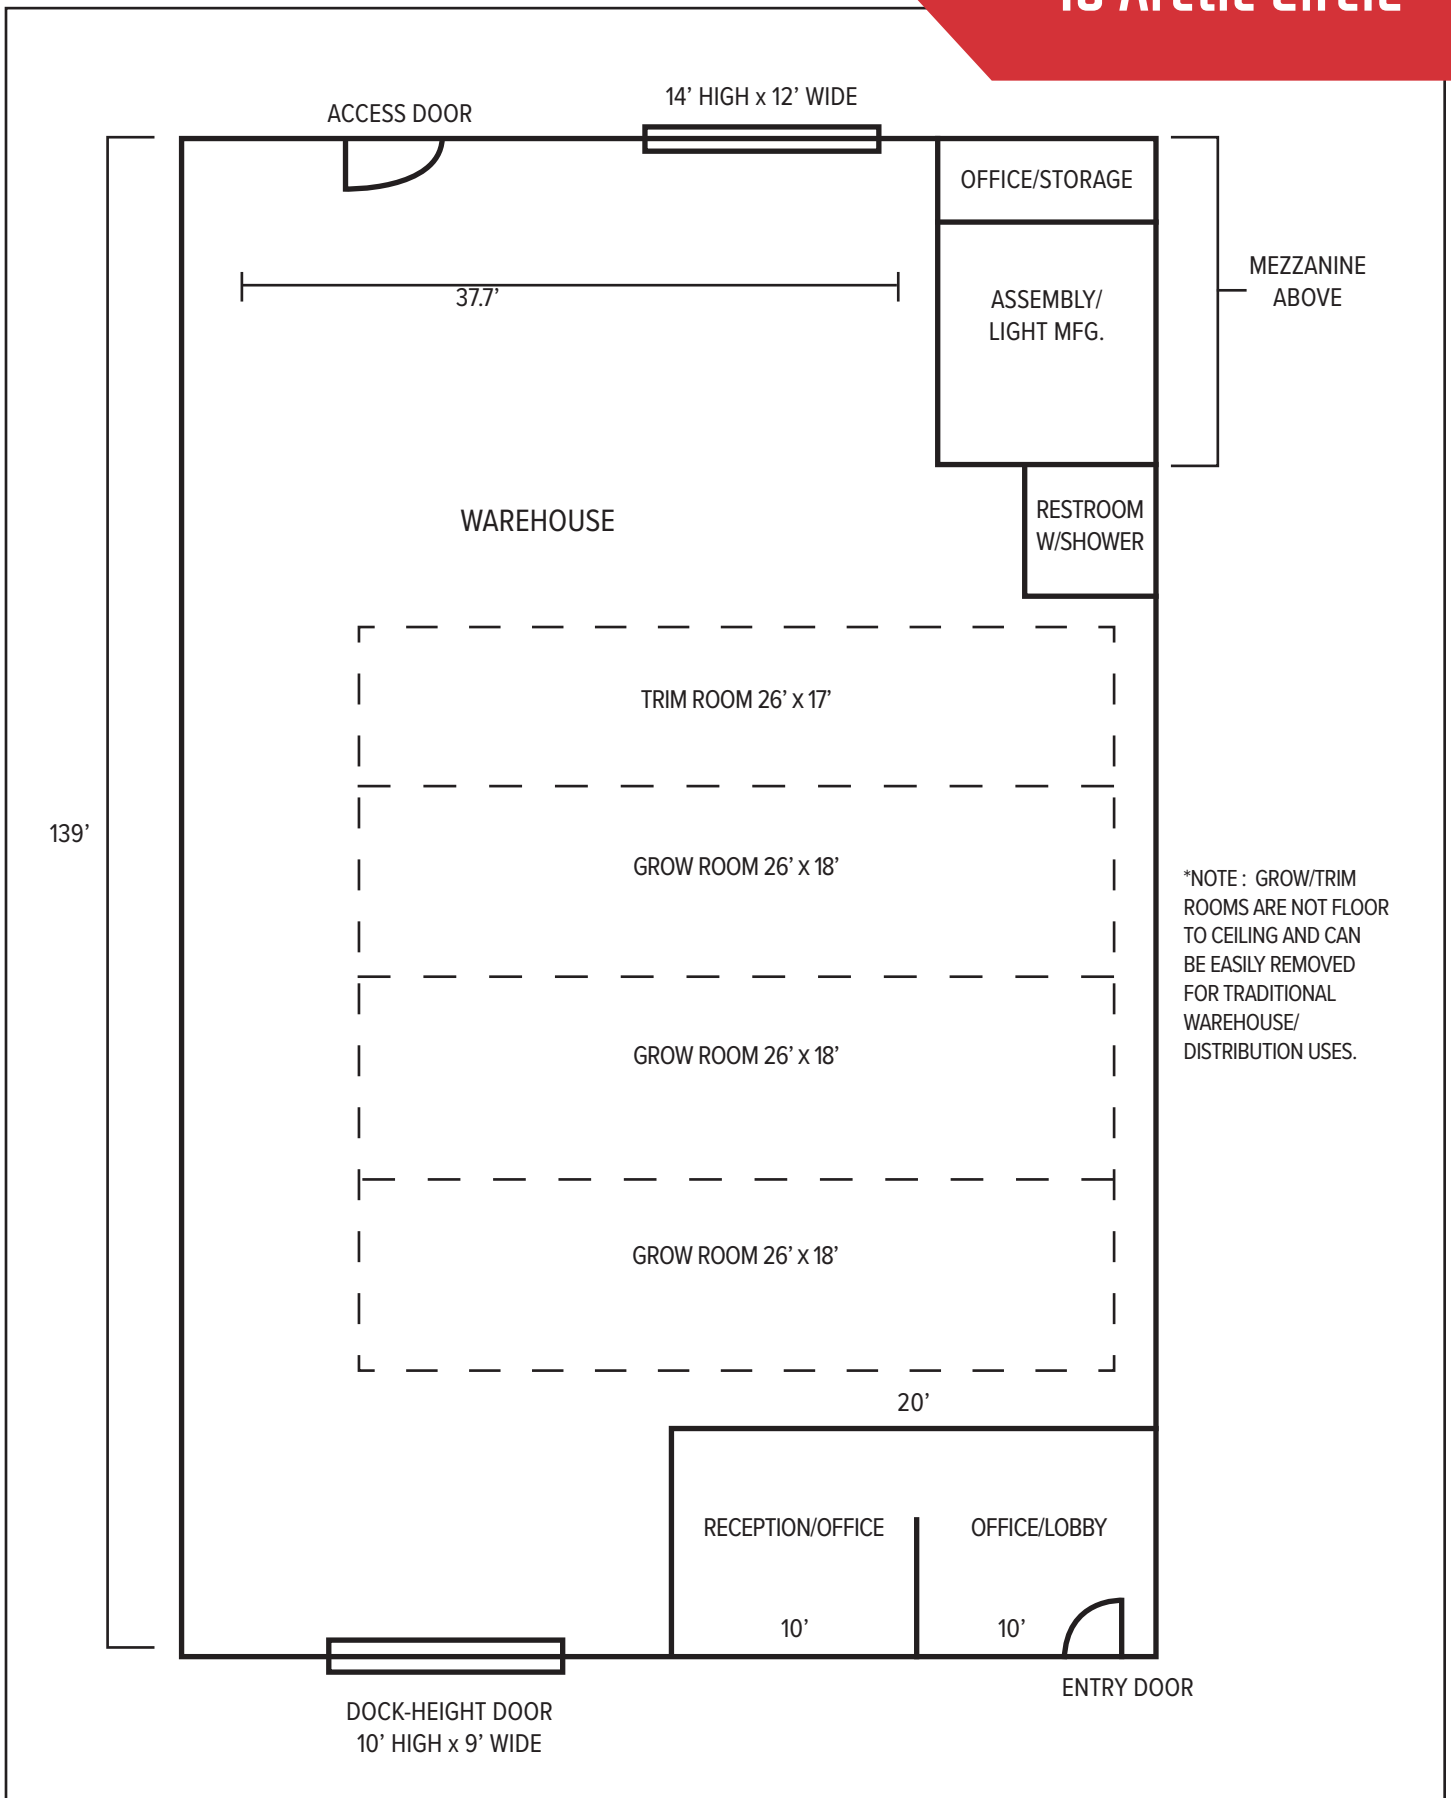 Arctic Circle
14’ HIGH x 12’ WIDE
ACCESS DOOR
OFFICE/STORAGE
MEZZANINE
ABOVE
37.7’
ASSEMBLY/
LIGHT MFG.
WAREHOUSE
RESTROOM
W/SHOWER
TRIM ROOM 26’ X 17’
139’
GROW ROOM 26’ X 18’
*NOTE : GROW/TRIM
ROOMS ARE NOT FLOOR
TO CEILING AND CAN
BE EASILY REMOVED
FOR TRADITIONAL
WAREHOUSE/
DISTRIBUTION USES.
GROW ROOM 26’ X 18’
GROW ROOM 26’ X 18’
20’
RECEPTION/OFFICE
OFFICE/LOBBY
10’
10’
ENTRY DOOR
DOCK-HEIGHT DOOR
10’ HIGH x 9’ WIDE